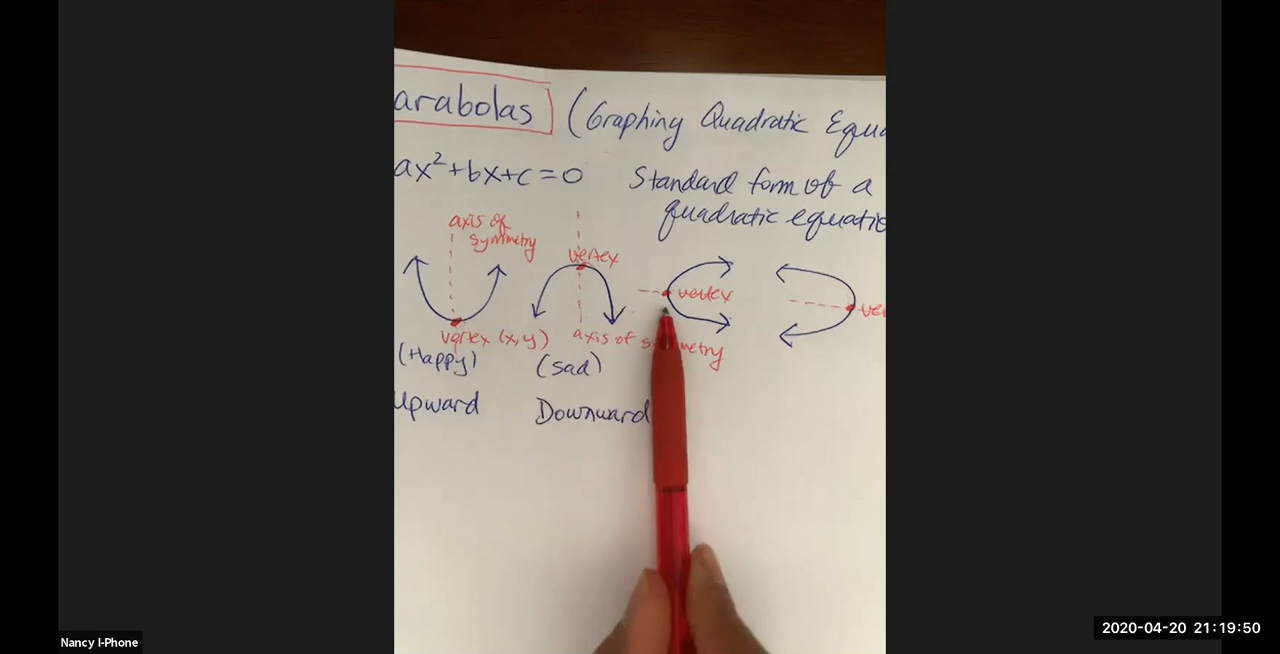 arabolas (Graphing Quadratic Equa
ax²+bx+c=0 Standard form of a
quadratic equatio
axis of
symmetry
vertex
vertex
ver
vertex (x,y)
axis of symmetry
(Happy) (sad)
Upward Downward
Nancy I-Phone
2020-04-20 21:19:50